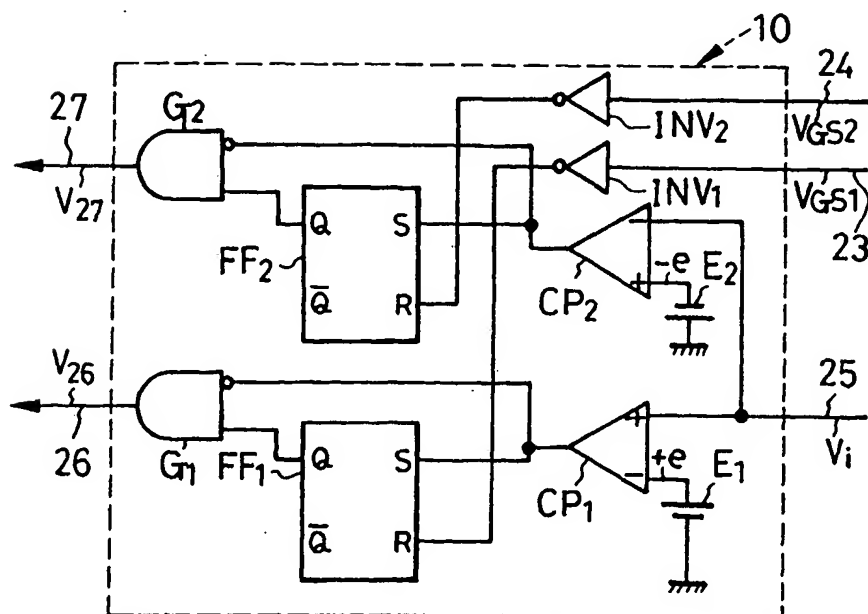 10
24
G2
27
INV2
VGS2
V27
INV1
VGS1
23
Q
S
FF2
-e
E2
Q̅
R
CP2
V26
25
26
Vi
G1
FF1
Q
S
+e
E1
CP1
Q̅
R
+
-
+
-